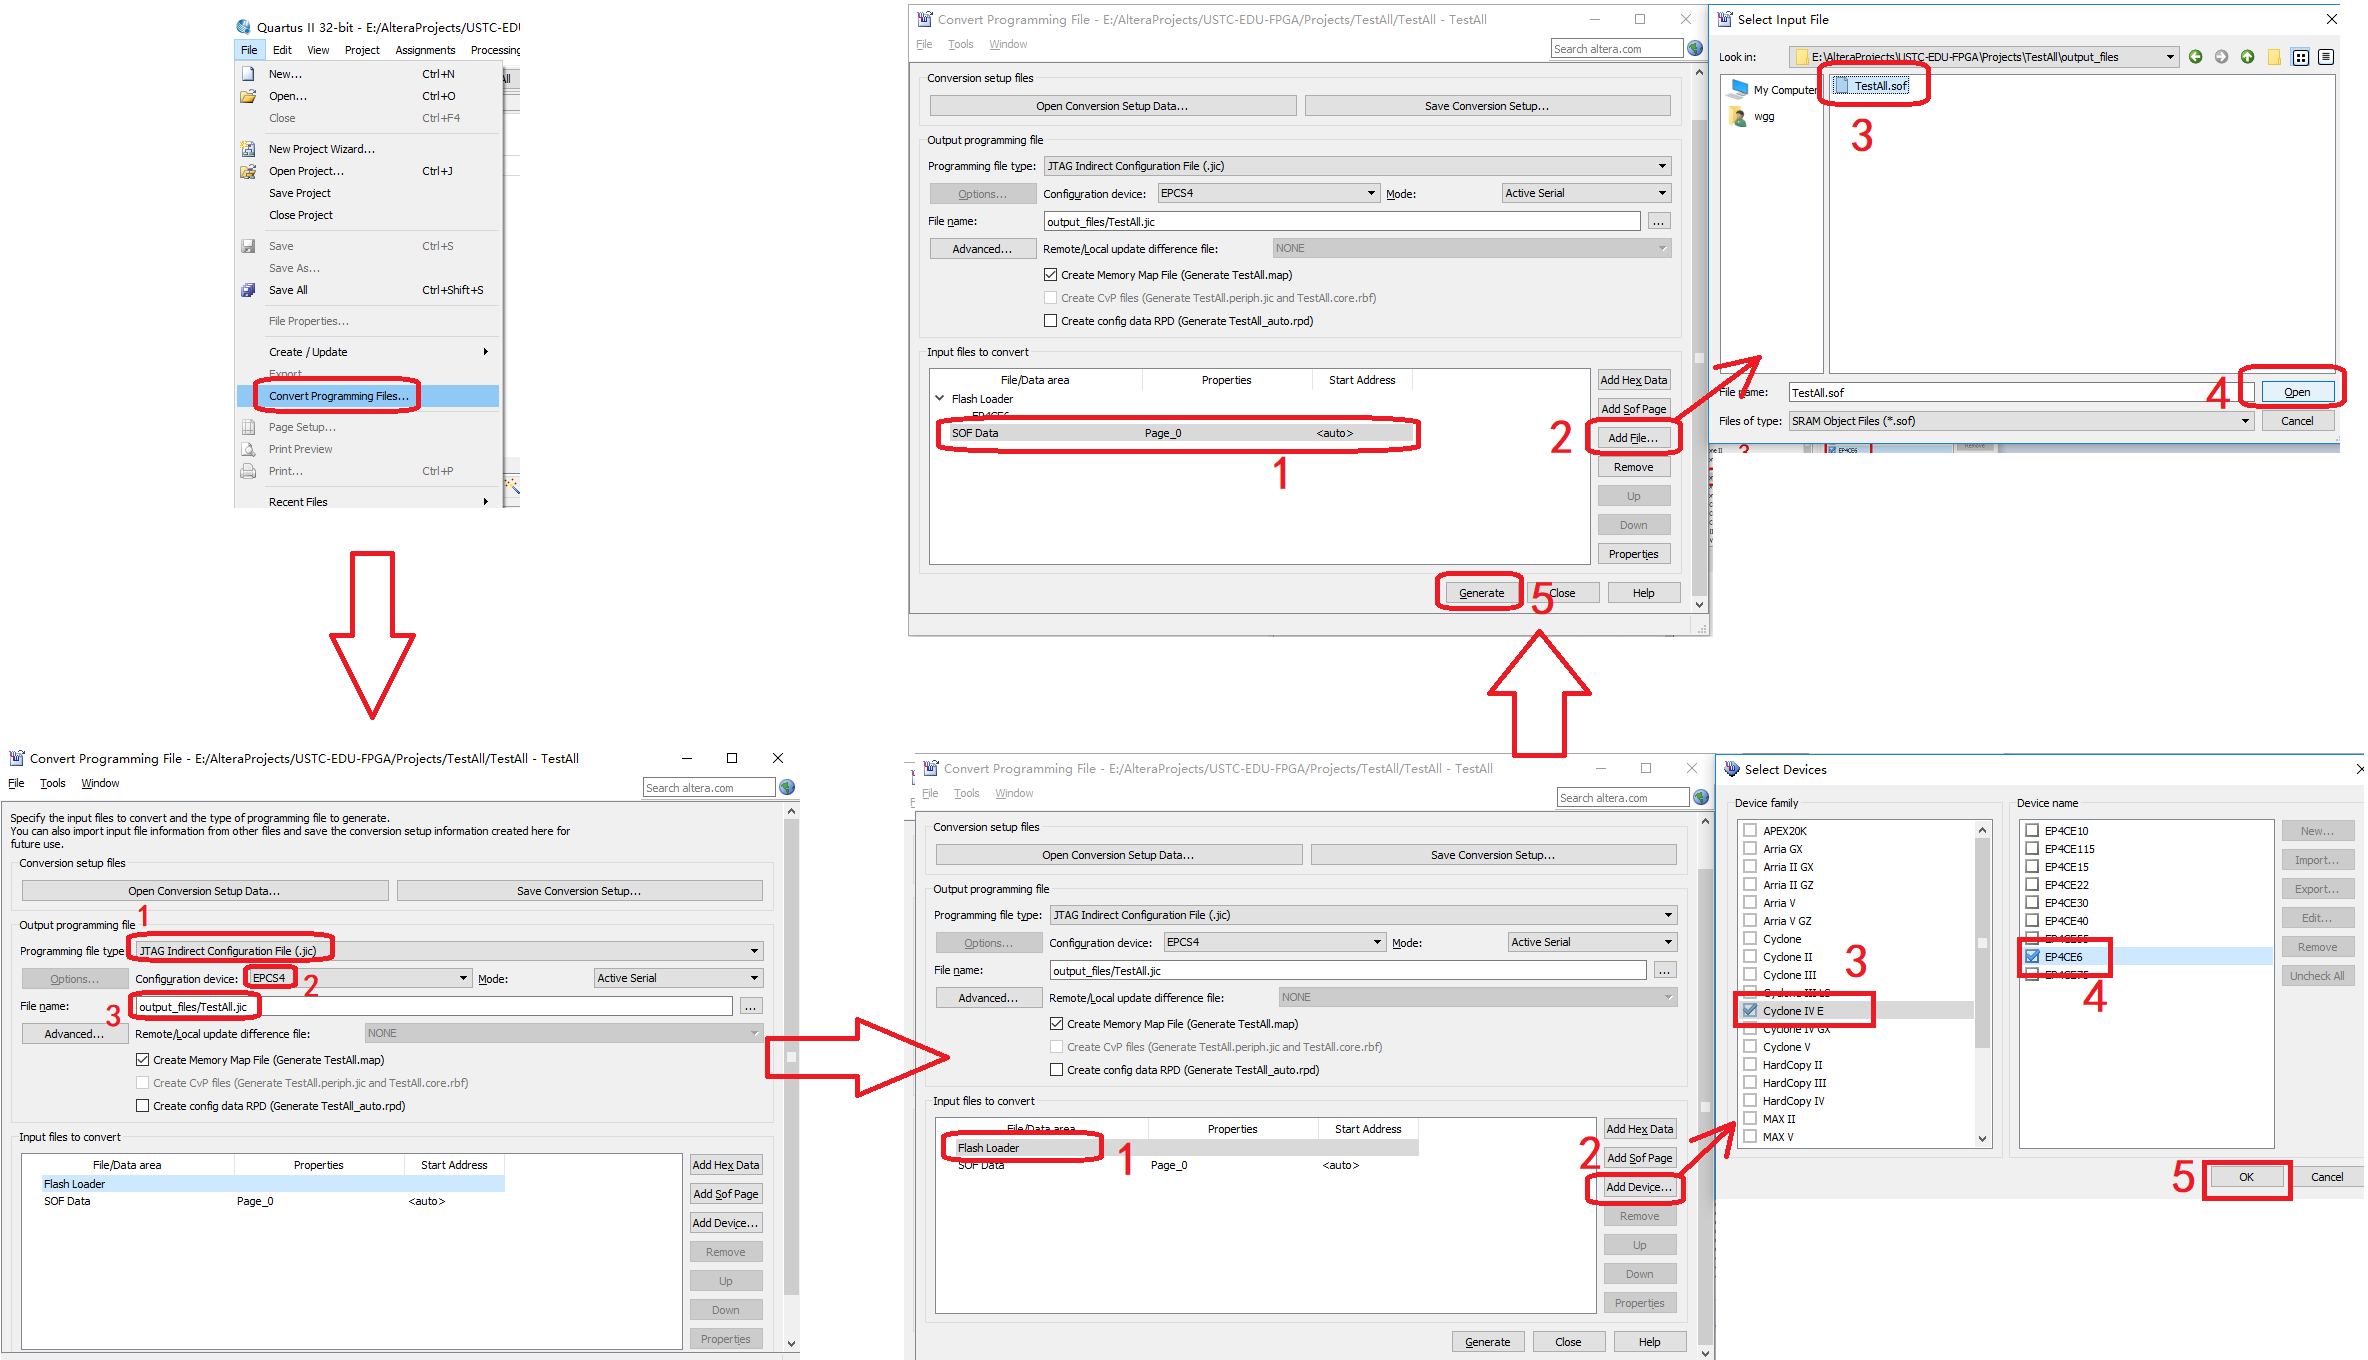 Quartus II 32-bit - E:/AlteraProjects/USTC-EDU
File Edit View Project Assignments Processing
New... Ctrl+N
Open... Ctrl+O
Close Ctrl+F4
New Project Wizard...
Open Project... Ctrl+J
Save Project
Close Project
Save Ctrl+S
Save As...
Save All Ctrl+Shift+S
File Properties...
Create / Update
Export...
Convert Programming Files...
Page Setup...
Print Preview
Print... Ctrl+P
Recent Files
Convert Programming File - E:/AlteraProjects/USTC-EDU-FPGA/Projects/TestAll/TestAll - TestAll
File Tools Window
Search altera.com
Specify the input files to convert and the type of programming file to generate.
You can also import input file information from other files and save the conversion setup information created here for
future use.
Conversion setup files
Open Conversion Setup Data... Save Conversion Setup...
1
Output programming file
Programming file type JTAG Indirect Configuration File (.jic)
Options... Configuration device: EPCS4 2 Mode: Active Serial
File name: 3 output_files/TestAll.jic ...
Advanced... Remote/Local update difference file: NONE
Create Memory Map File (Generate TestAll.map)
Create CvP files (Generate TestAll.periph.jic and TestAll.core.rbf)
Create config data RPD (Generate TestAll_auto.rpd)
Input files to convert
File/Data area Properties Start Address
Flash Loader
SOF Data Page_0 <auto>
Add Hex Data
Add Sof Page
Add Device...
Remove
Up
Down
Properties
Convert Programming File - E:/AlteraProjects/USTC-EDU-FPGA/Projects/TestAll/TestAll - TestAll
File Tools Window
Search altera.com
Conversion setup files
Open Conversion Setup Data... Save Conversion Setup...
Output programming file
Programming file type: JTAG Indirect Configuration File (.jic)
Options... Configuration device: EPCS4 Mode: Active Serial
File name: output_files/TestAll.jic ...
Advanced... Remote/Local update difference file: NONE
Create Memory Map File (Generate TestAll.map)
Create CvP files (Generate TestAll.periph.jic and TestAll.core.rbf)
Create config data RPD (Generate TestAll_auto.rpd)
Input files to convert
File/Data area Properties Start Address
Flash Loader
1
SOF Data Page_0 <auto>
Add Hex Data
2
Add Sof Page
Add Device...
Remove
Up
Down
Properties
Generate Close Help
Select Devices
Device family
APEX20K
Arria GX
Arria II GX
Arria II GZ
Arria V
Arria V GZ
Cyclone
Cyclone II
3
Cyclone III
Cyclone III LS
Cyclone IV E
Cyclone IV GX
Cyclone V
HardCopy II
HardCopy III
HardCopy IV
MAX II
MAX V
Device name
EP4CE10
EP4CE115
EP4CE15
EP4CE22
EP4CE30
EP4CE40
EP4CE55
EP4CE6
EP4CE75
4
New...
Import...
Export...
Edit...
Remove
Uncheck All
5 OK Cancel
Convert Programming File - E:/AlteraProjects/USTC-EDU-FPGA/Projects/TestAll/TestAll - TestAll
File Tools Window
Search altera.com
Conversion setup files
Open Conversion Setup Data... Save Conversion Setup...
Output programming file
Programming file type: JTAG Indirect Configuration File (.jic)
Options... Configuration device: EPCS4 Mode: Active Serial
File name: output_files/TestAll.jic ...
Advanced... Remote/Local update difference file: NONE
Create Memory Map File (Generate TestAll.map)
Create CvP files (Generate TestAll.periph.jic and TestAll.core.rbf)
Create config data RPD (Generate TestAll_auto.rpd)
Input files to convert
File/Data area Properties Start Address
Flash Loader
EP4CE6
SOF Data Page_0 <auto>
1
Add Hex Data
Add Sof Page
2 Add File...
Remove
Up
Down
Properties
Generate 5 Close Help
Select Input File
Look in: E:\AlteraProjects\USTC-EDU-FPGA\Projects\TestAll\output_files
My Computer
wgg
TestAll.sof
3
4
File name: TestAll.sof Open
Files of type: SRAM Object Files (*.sof) Cancel
3 EP4CE6 Remove